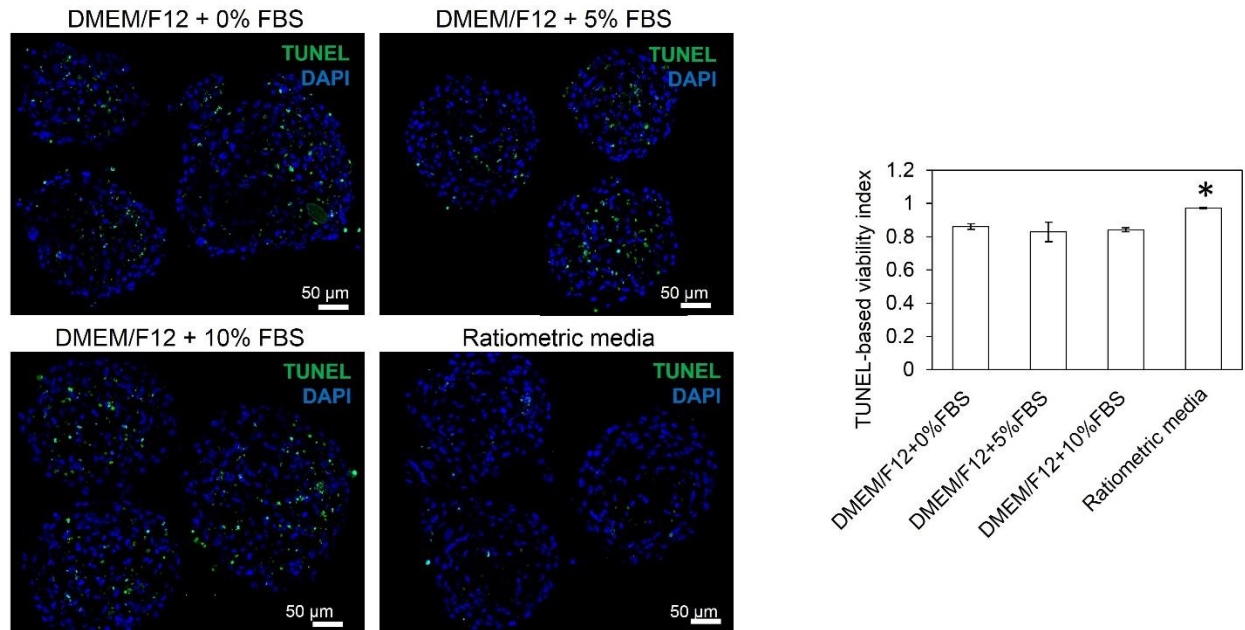 DMEM/F12 + 0% FBS
TUNEL
DAPI
50 µm
DMEM/F12 + 5% FBS
TUNEL
DAPI
50 µm
DMEM/F12 + 10% FBS
TUNEL
DAPI
50 µm
Ratiometric media
TUNEL
DAPI
50 µm
TUNEL-based viability index
1.2
1
0.8
0.6
0.4
0.2
0
*
DMEM/F12+0%FBS
DMEM/F12+5%FBS
DMEM/F12+10%FBS
Ratiometric media